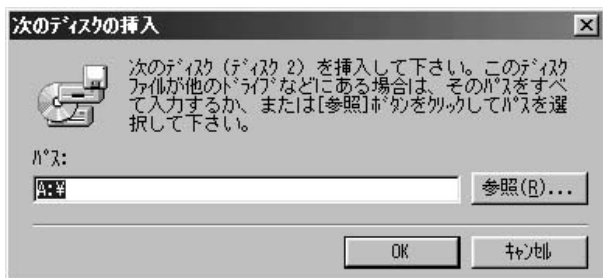 次のディスクの挿入
次のﾃﾞｨｽｸ (ﾃﾞｨｽｸ 2) を挿入して下さい。このﾃﾞｨｽｸ
ﾌｧｲﾙが他のﾄﾞﾗｲﾌﾞなどにある場合は、そのﾊﾟｽをすべ
て入力するか、または[参照]ﾎﾞﾀﾝをｸﾘｯｸしてﾊﾟｽを選
択して下さい。
ﾊﾟｽ:
A:¥
参照(R)...
OK
ｷｬﾝｾﾙ